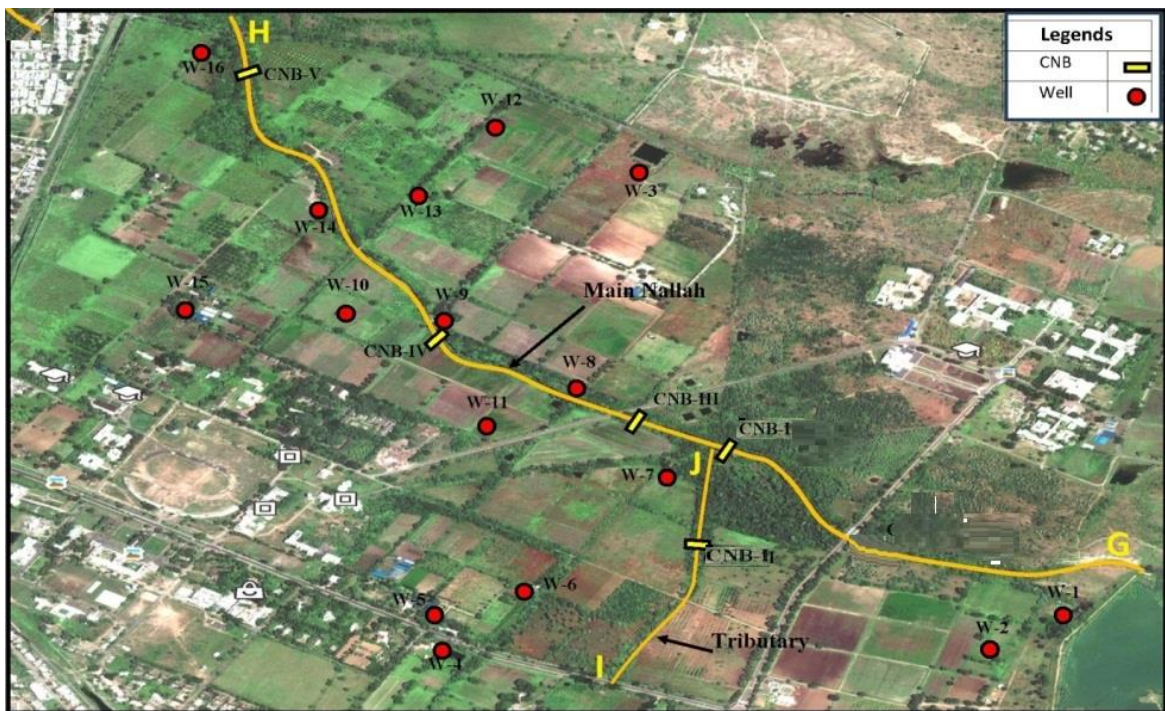 H
Legends
CNB
Well
W-16
CNB-V
W-12
W-3
W-13
W-14
W-15
W-10
W-9
Main Nallah
CNB-IV
W-8
CNB-III
W-11
CNB-I
J
W-7
G
CNB-II
W-6
W-5
W-1
Tributary
W-2
W-4
I